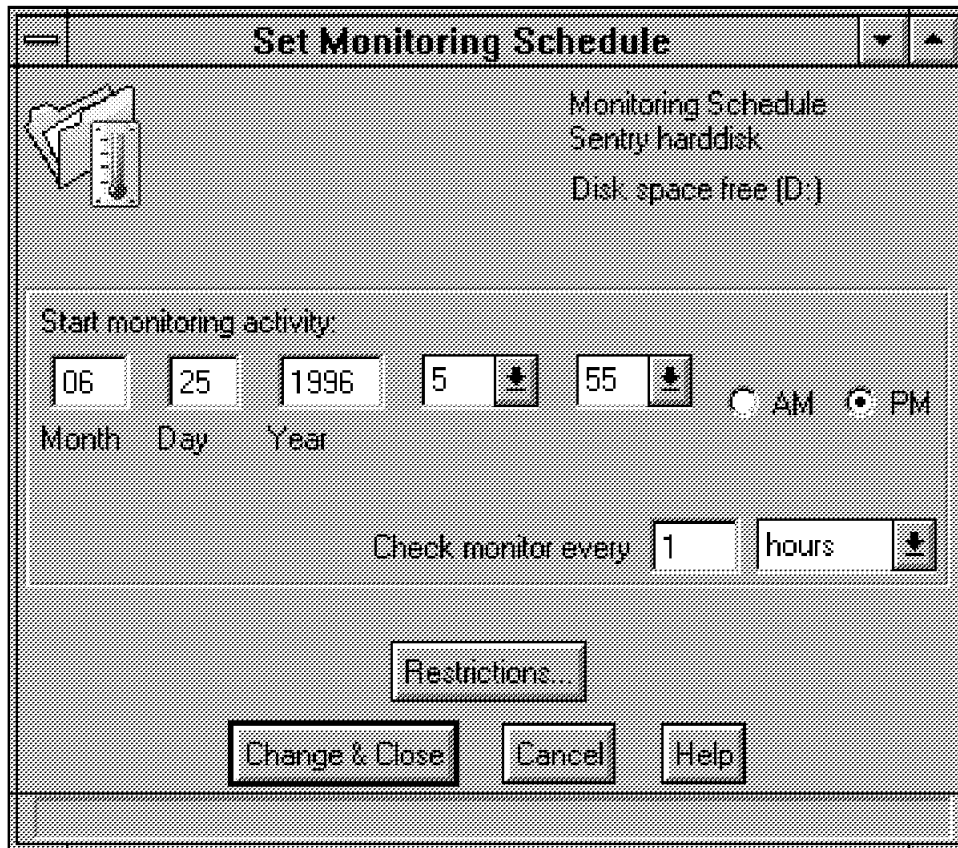 Set Monitoring Schedule
Monitoring Schedule
Sentry harddisk
Disk space free (D:)
Start monitoring activity:
06 25 1996 5 55 AM PM
Month Day Year
Check monitor every 1 hours
Restrictions...
Change & Close Cancel Help